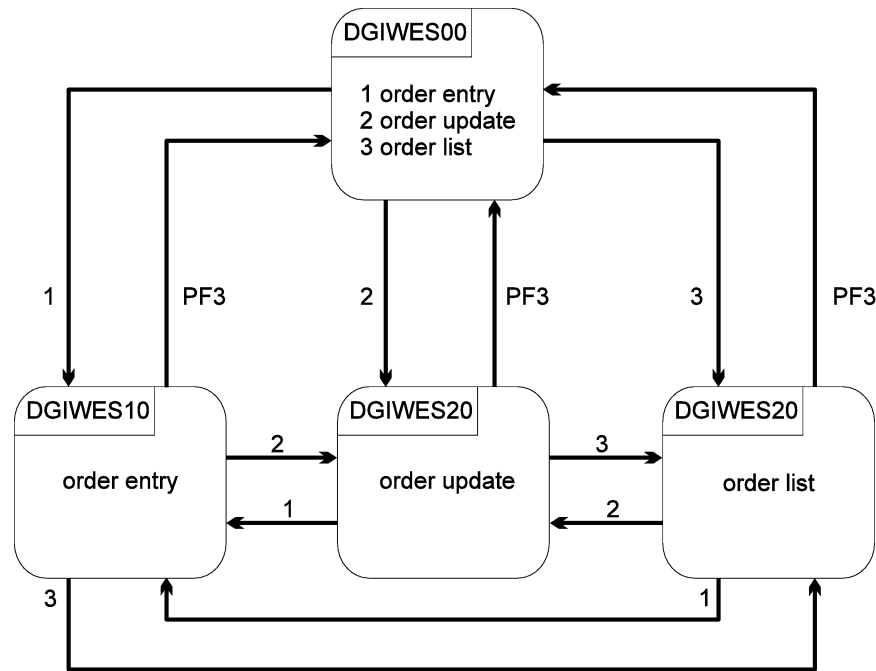 DGIWES00
1 order entry
2 order update
3 order list
1
PF3
2
PF3
3
PF3
DGIWES10
order entry
2
1
DGIWES20
order update
3
2
DGIWES20
order list
3
1